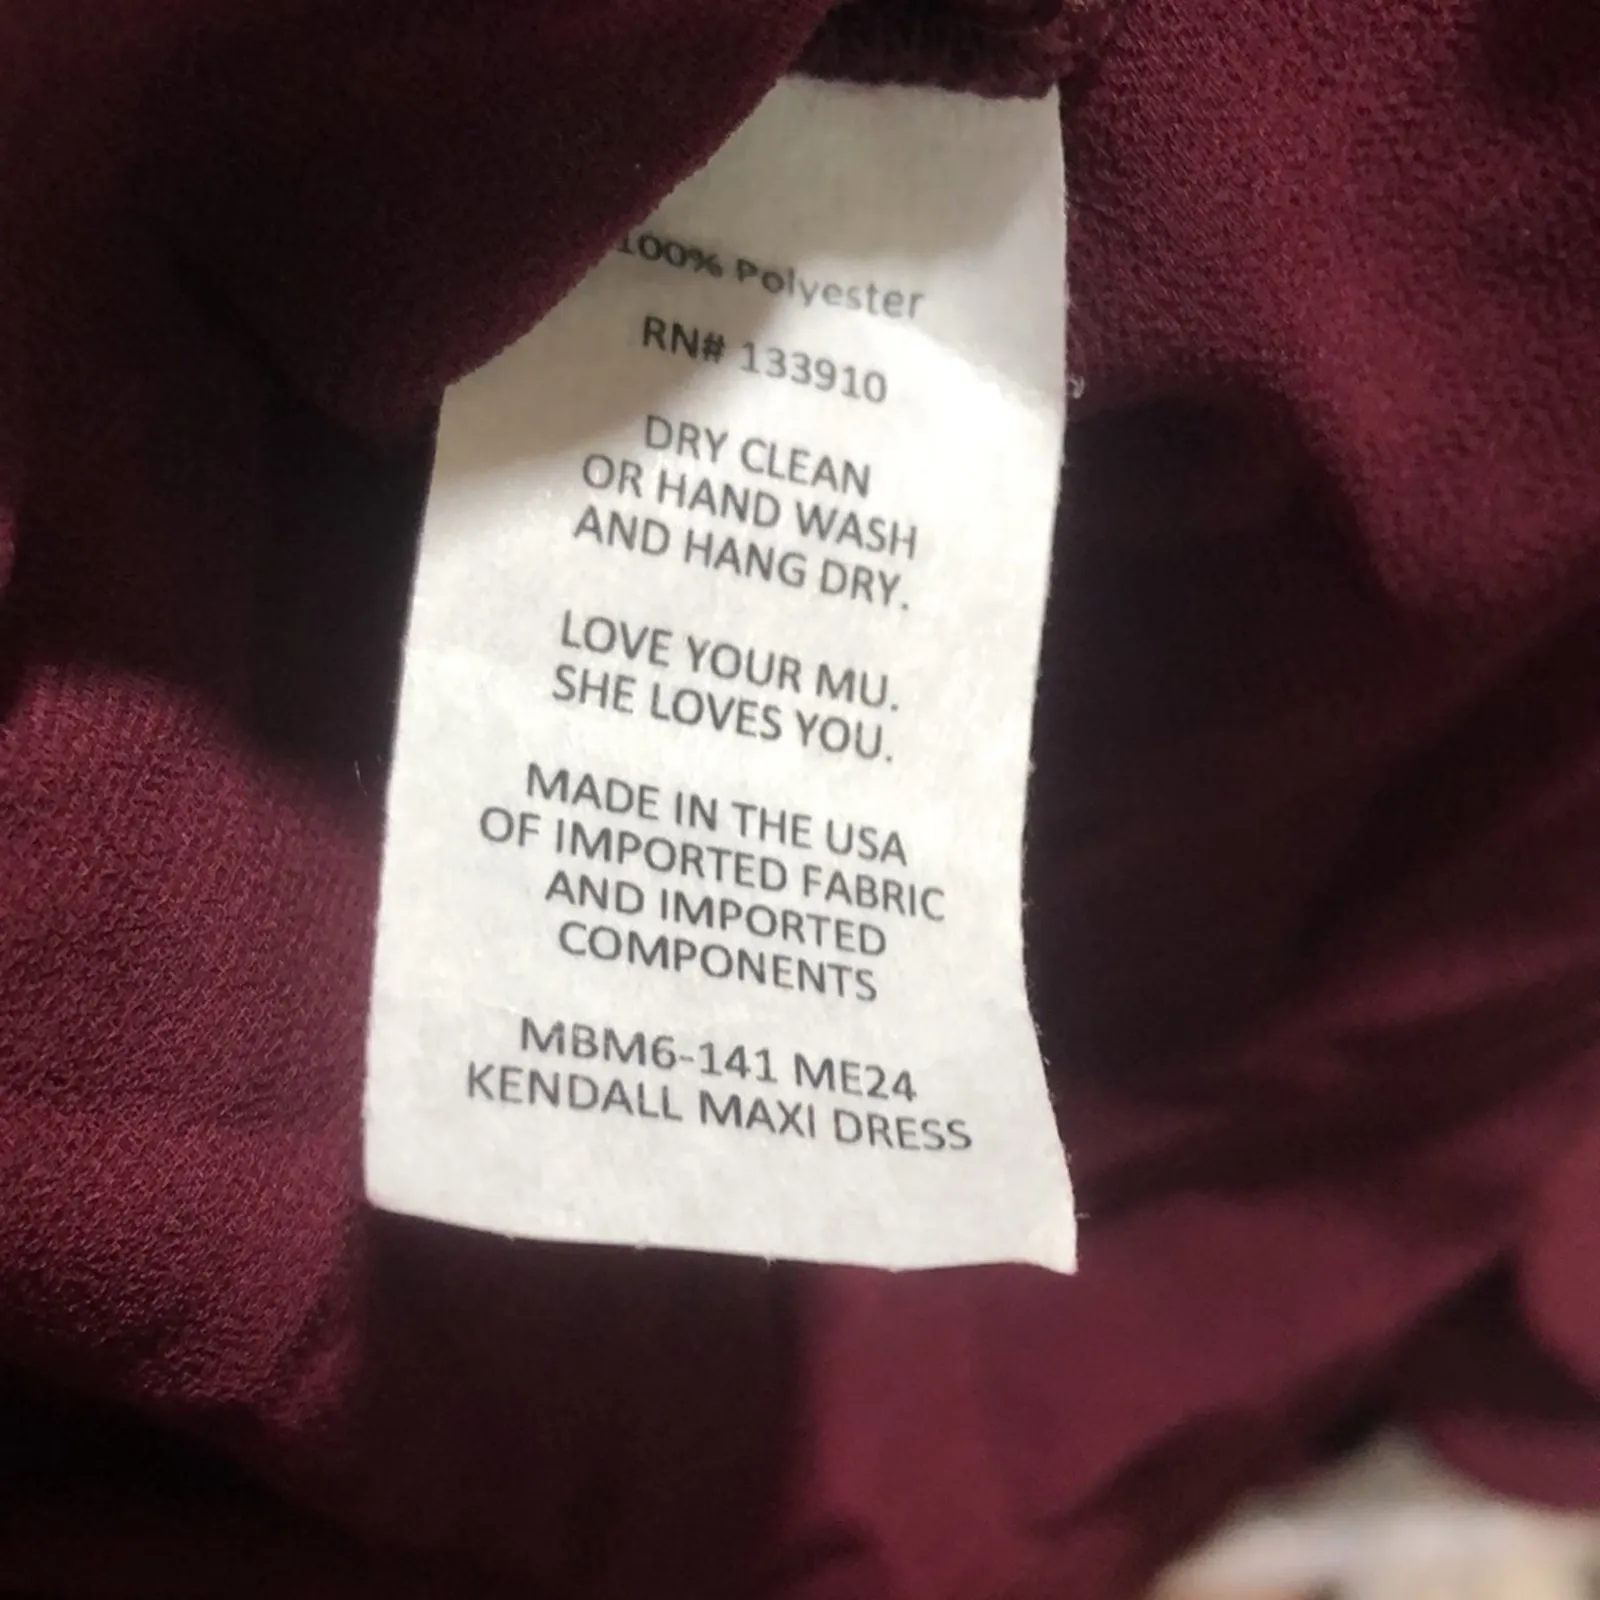 100% Polyester
RN# 133910
DRY CLEAN
OR HAND WASH
AND HANG DRY.
LOVE YOUR MU.
SHE LOVES YOU.
MADE IN THE USA
OF IMPORTED FABRIC
AND IMPORTED
COMPONENTS
MBM6-141 ME24
KENDALL MAXI DRESS